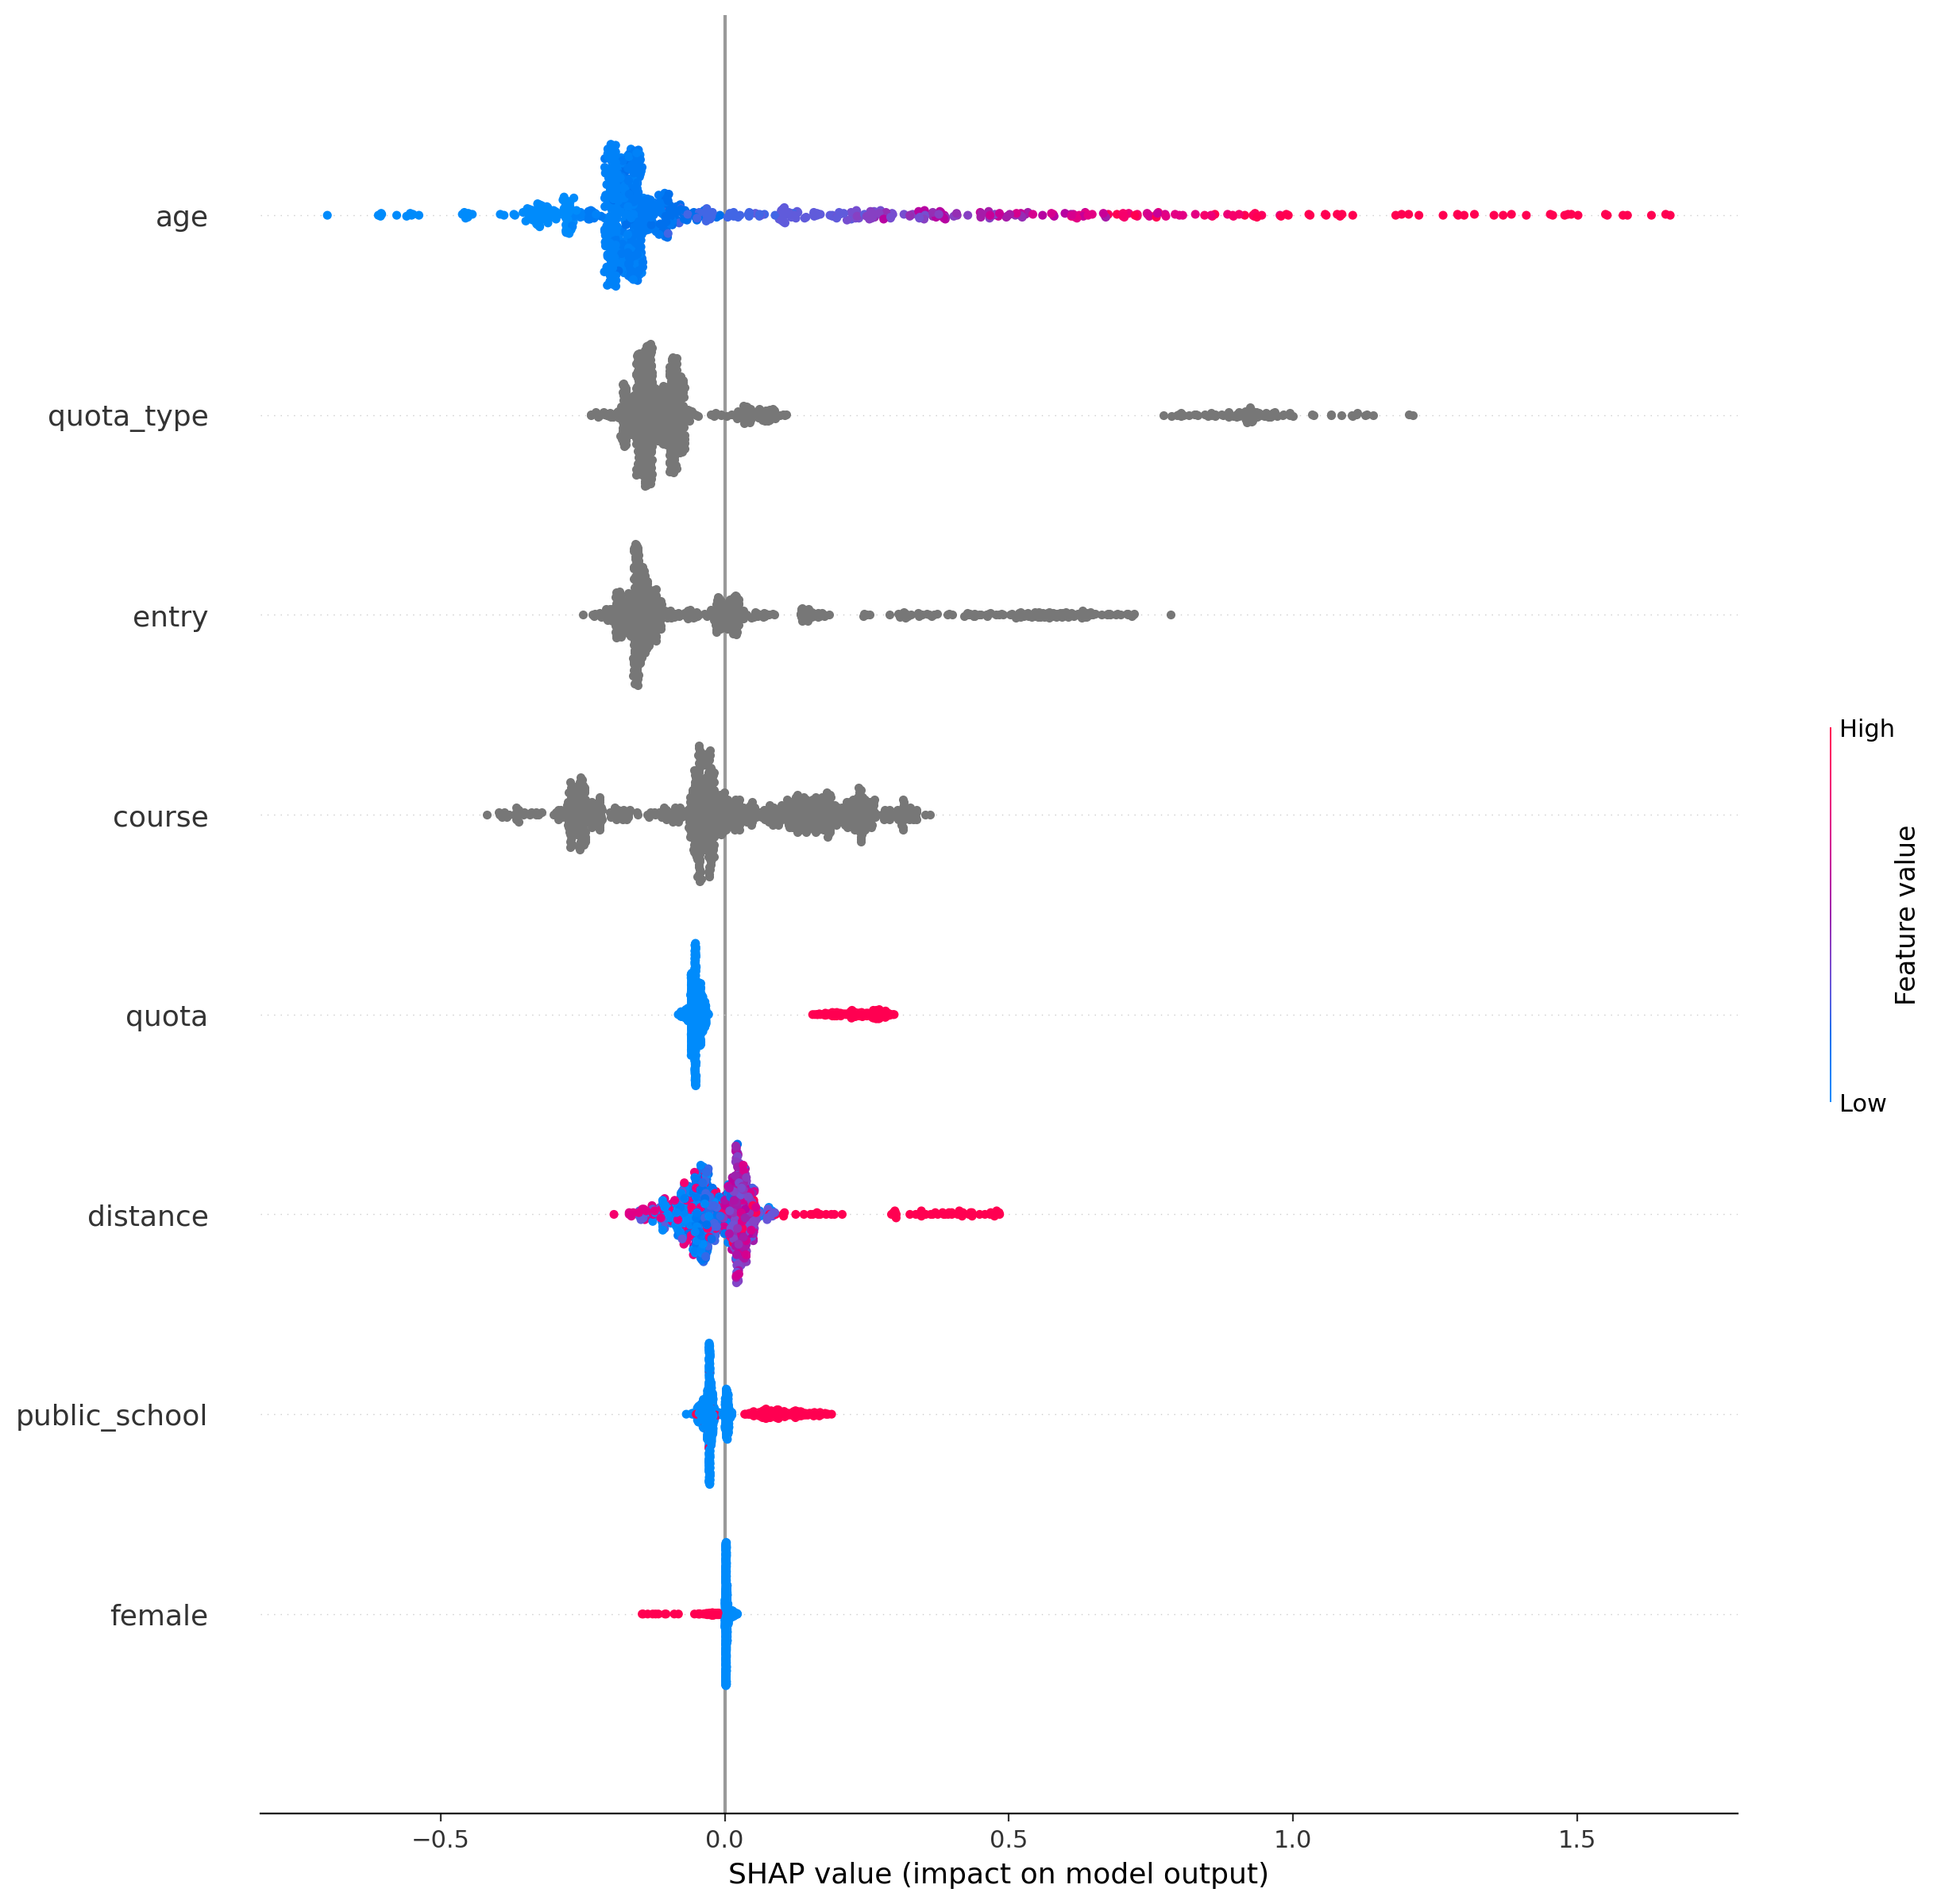 age
quota_type
entry
course
quota
distance
public_school
female
High
Feature value
Low
−0.5
0.0
0.5
1.0
1.5
SHAP value (impact on model output)